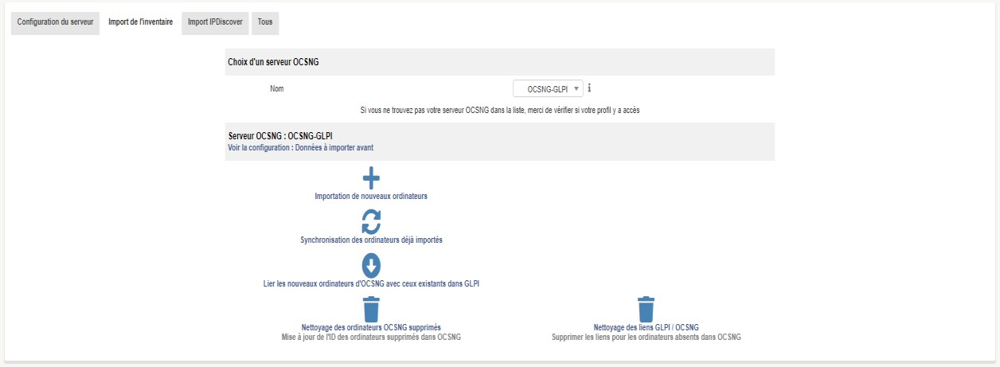 Configuration du serveur
Import de l'inventaire
Import IPDiscover
Tous
Choix d'un serveur OCSNG
Nom
OCSNG-GLPI
Si vous ne trouvez pas votre serveur OCSNG dans la liste, merci de vérifier si votre profil y a accès
Serveur OCSNG : OCSNG-GLPI
Voir la configuration : Données à importer avant
Importation de nouveaux ordinateurs
Synchronisation des ordinateurs déjà importés
Lier les nouveaux ordinateurs d'OCSNG avec ceux existants dans GLPI
Nettoyage des ordinateurs OCSNG supprimés
Mise à jour de l'ID des ordinateurs supprimés dans OCSNG
Nettoyage des liens GLPI / OCSNG
Supprimer les liens pour les ordinateurs absents dans OCSNG